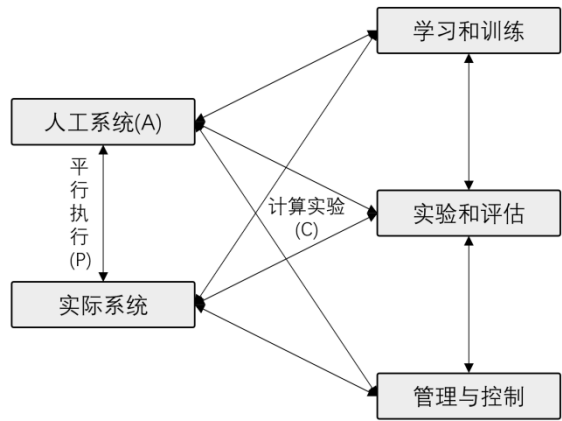 学习和训练
人工系统(A)
平
行
执
行
(P)
计算实验
(C)
实验和评估
实际系统
管理与控制